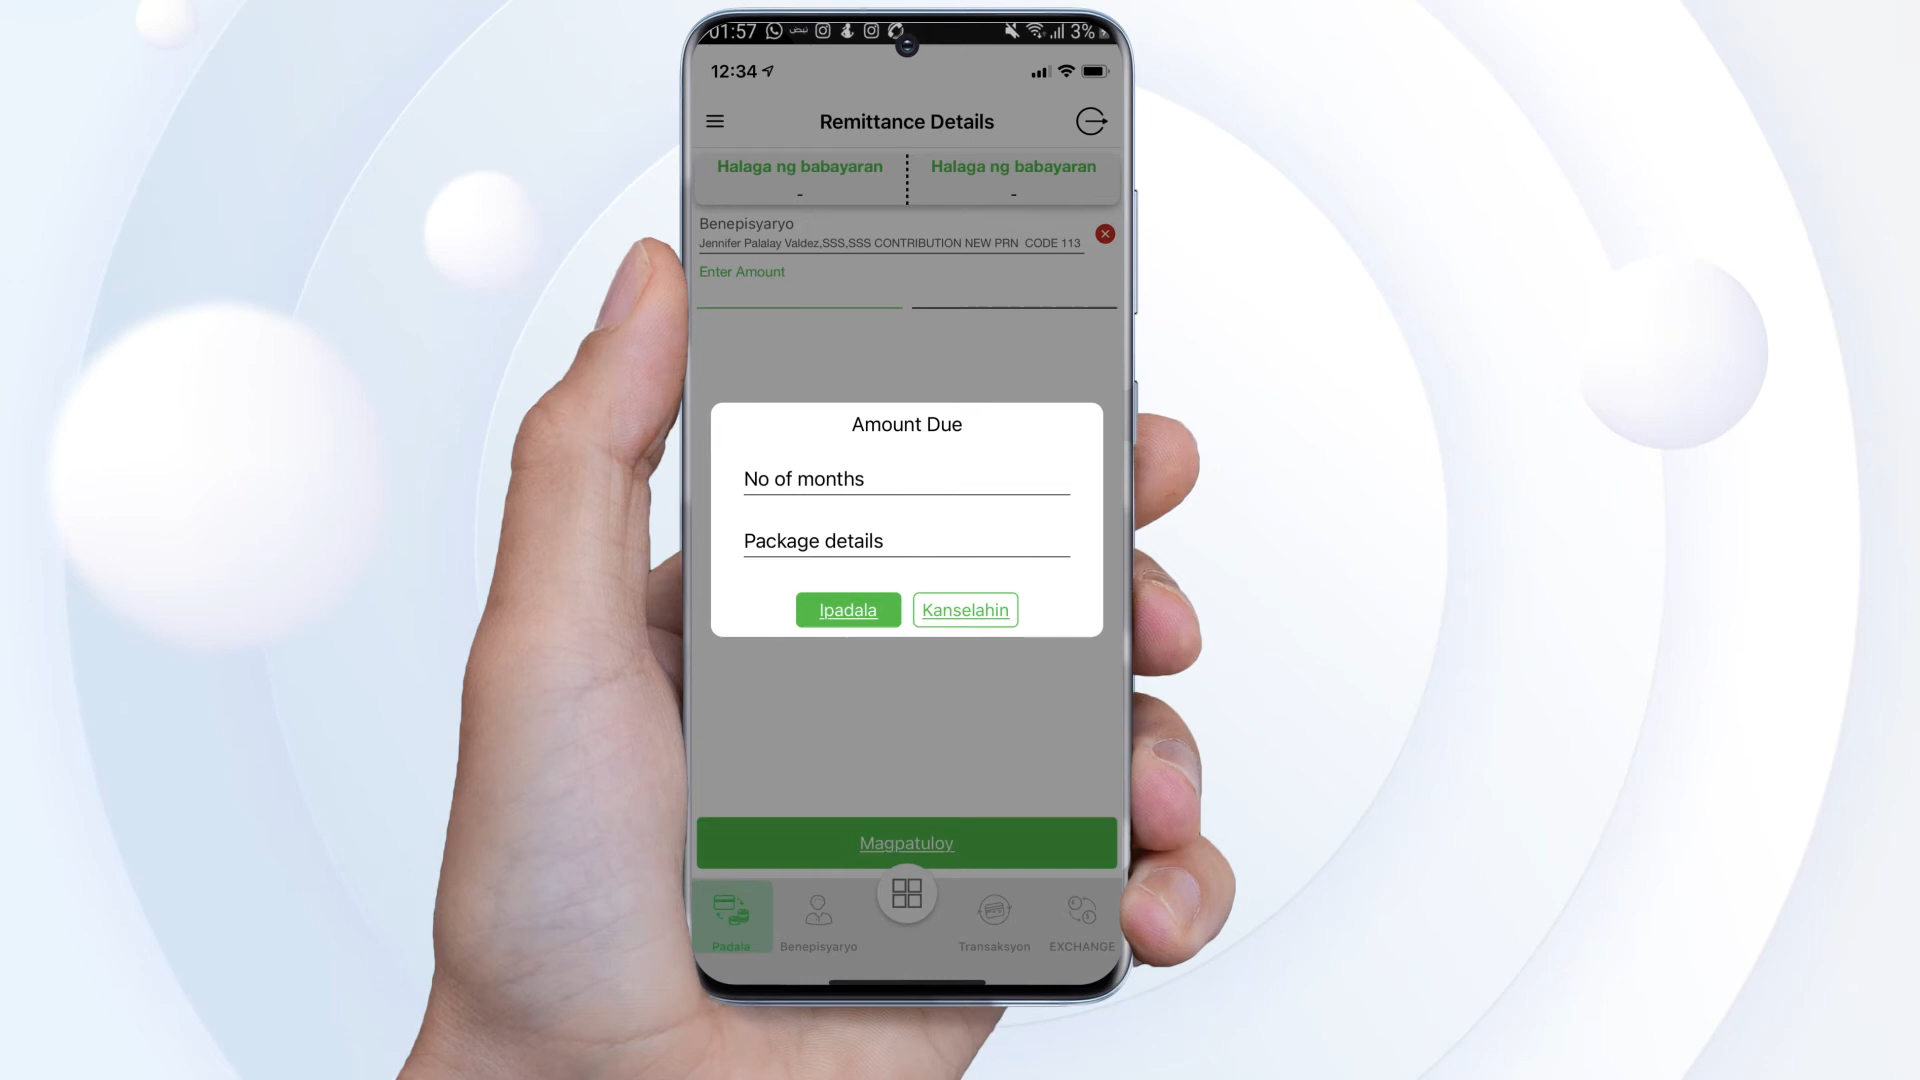 01:57 نبض 3%
12:34
Remittance Details
Halaga ng babayaran Halaga ng babayaran
- -
Benepisyaryo
Jennifer Palalay Valdez,SSS,SSS CONTRIBUTION NEW PRN CODE 113
Enter Amount
Amount Due
No of months
Package details
Ipadala Kanselahin
Magpatuloy
Padala Benepisyaryo Transaksyon EXCHANGE